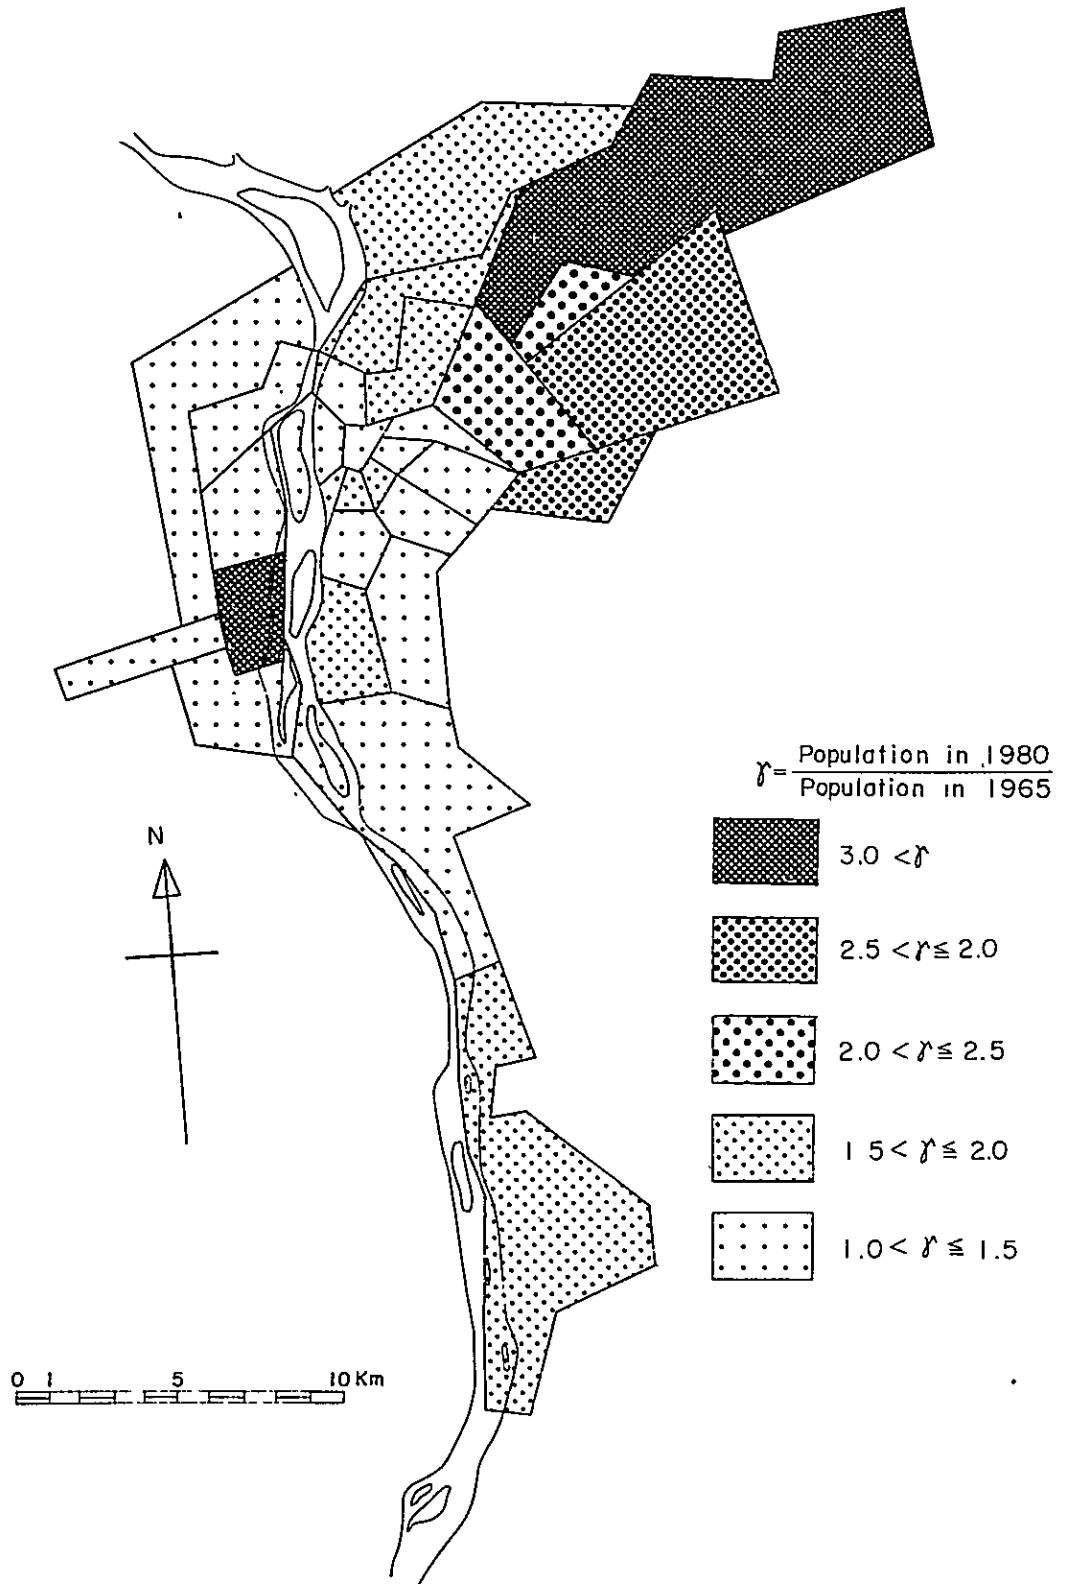 γ = Population in 1980
Population in 1965
N
3.0 < γ
2.5 < γ ≦ 2.0
2.0 < γ ≦ 2.5
1 5 < γ ≦ 2.0
1.0 < γ ≦ 1.5
0 1 5 10 Km